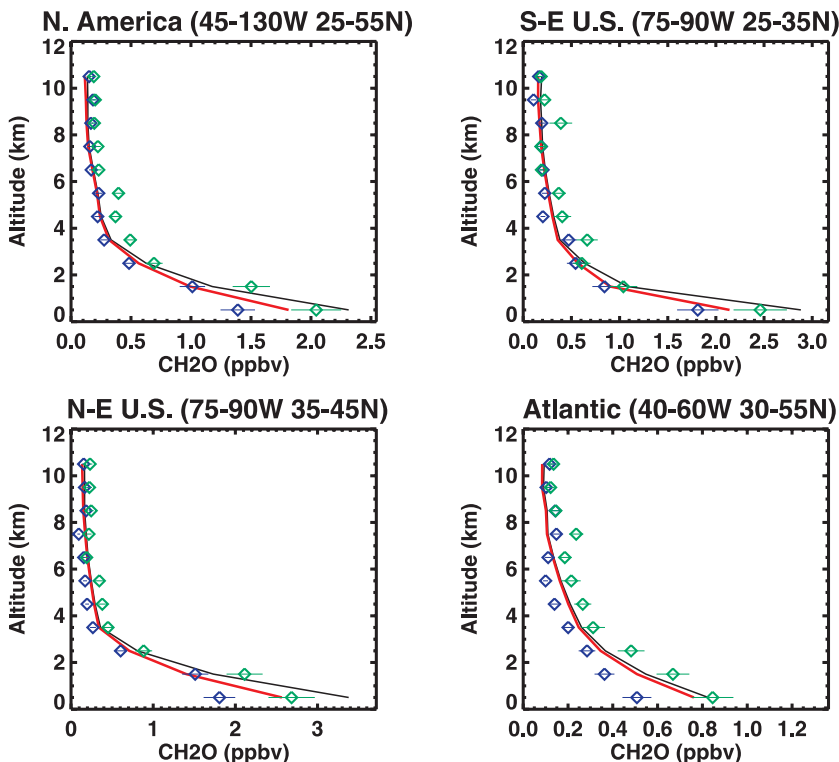 N. America (45-130W 25-55N)
12
10
8
6
4
2
0
Altitude (km)
0.0 0.5 1.0 1.5 2.0 2.5
CH2O (ppbv)
S-E U.S. (75-90W 25-35N)
12
10
8
6
4
2
0
Altitude (km)
0.0 0.5 1.0 1.5 2.0 2.5 3.0
CH2O (ppbv)
N-E U.S. (75-90W 35-45N)
12
10
8
6
4
2
0
Altitude (km)
0 1 2 3
CH2O (ppbv)
Atlantic (40-60W 30-55N)
12
10
8
6
4
2
0
Altitude (km)
0.0 0.2 0.4 0.6 0.8 1.0 1.2
CH2O (ppbv)